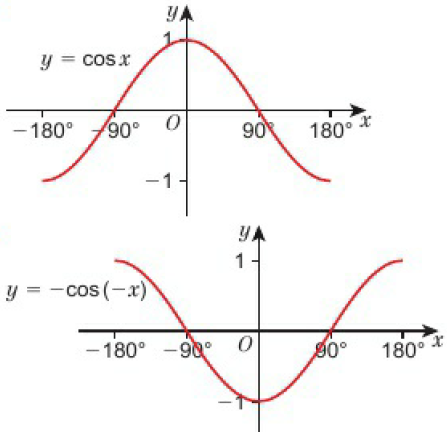 y
1
y = cos x
−180° −90° O 90° 180° x
−1
y
1
y = −cos (−x)
−180° −90° O 90° 180° x
−1